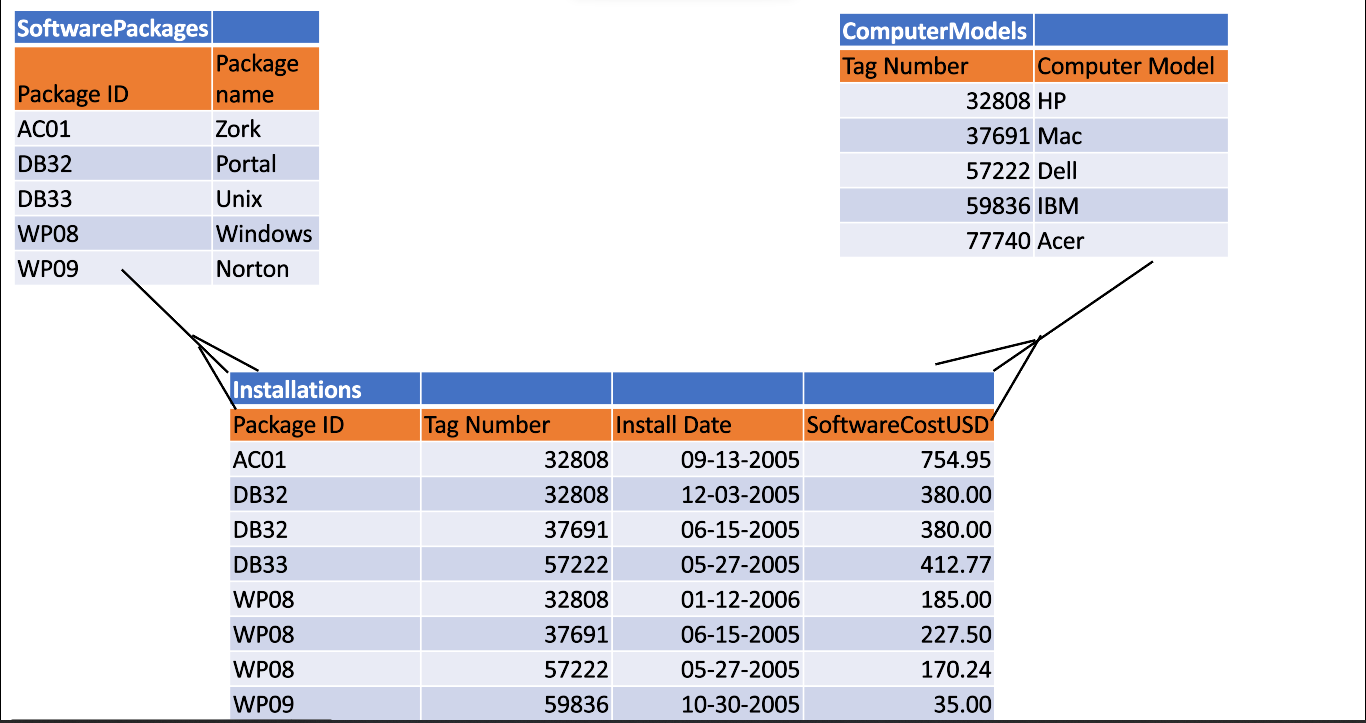 SoftwarePackages
Package ID Package name
AC01 Zork
DB32 Portal
DB33 Unix
WP08 Windows
WP09 Norton
ComputerModels
Tag Number Computer Model
32808 HP
37691 Mac
57222 Dell
59836 IBM
77740 Acer
Installations
Package ID Tag Number Install Date SoftwareCostUSD
AC01 32808 09-13-2005 754.95
DB32 32808 12-03-2005 380.00
DB32 37691 06-15-2005 380.00
DB33 57222 05-27-2005 412.77
WP08 32808 01-12-2006 185.00
WP08 37691 06-15-2005 227.50
WP08 57222 05-27-2005 170.24
WP09 59836 10-30-2005 35.00